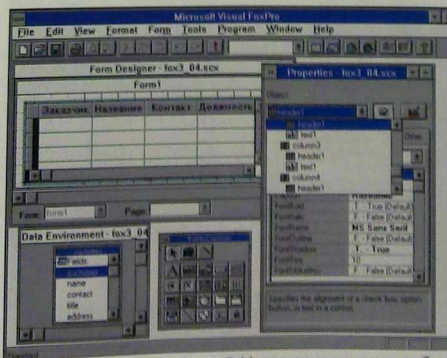 Microsoft Visual FoxPro
File Edit View Format Form Tools Program Window Help
Form Designer - fox3_04.scx
Form1
Заказчик Название Контакт Должность
Form: form1 Page:
Data Environment - fox3_04
Fields:
customer
name
contact
title
address
Properties - fox3_04.scx
Object:
header1
header1
text1
column3
header1
text1
column4
header1
FontBold F - True (Default)
FontItalic F - False (Default)
FontName MS Sans Serif
FontOutline F - False (Default)
FontShadow F - True
FontSize 10
F - False (Default)
Specifies the alignment of a check box, option
button, or text in a control.
Standard